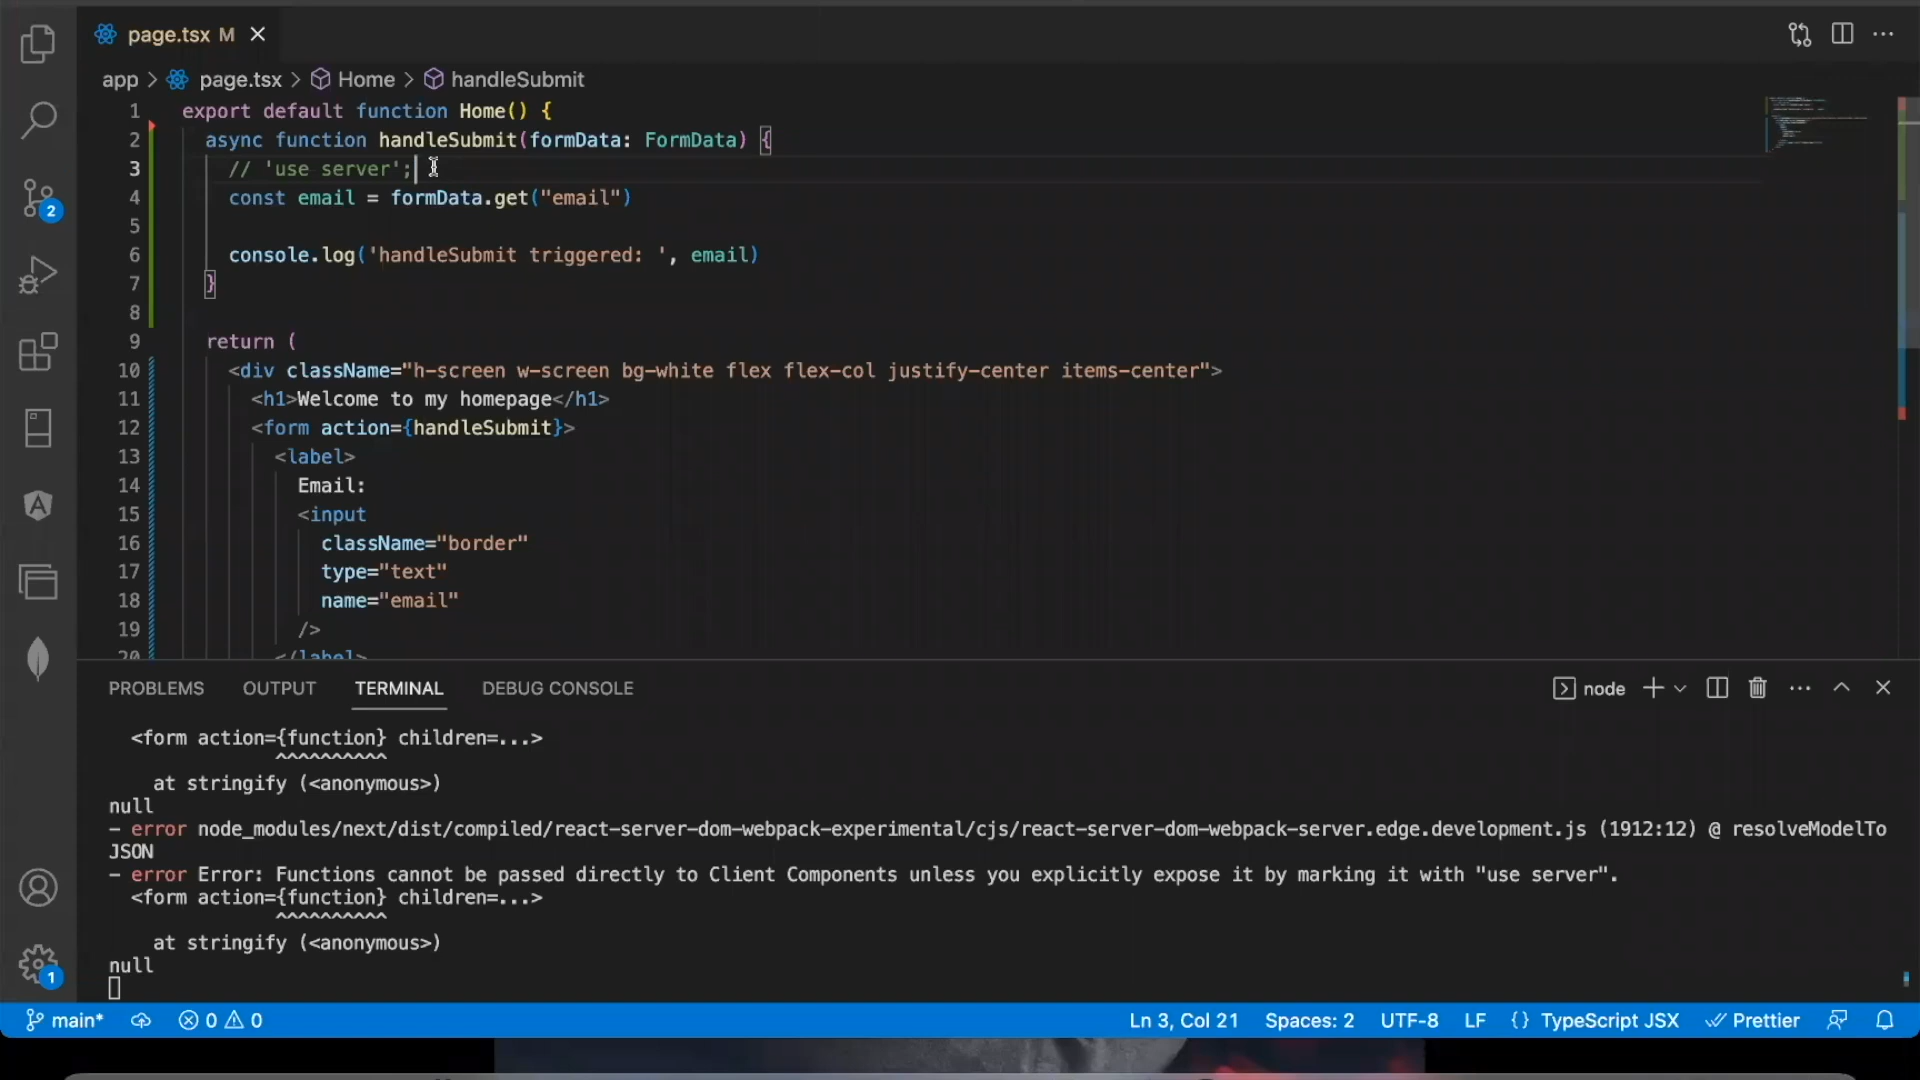 page.tsx M
app > page.tsx > Home > handleSubmit
1 export default function Home() {
2 async function handleSubmit(formData: FormData) {
3 // 'use server';
4 const email = formData.get("email")
5
6 console.log('handleSubmit triggered: ', email)
7 }
8
9 return (
10 <div className="h-screen w-screen bg-white flex flex-col justify-center items-center">
11 <h1>Welcome to my homepage</h1>
12 <form action={handleSubmit}>
13 <label>
14 Email:
15 <input
16 className="border"
17 type="text"
18 name="email"
19 />
20 </label>
2
PROBLEMS OUTPUT TERMINAL DEBUG CONSOLE node
<form action={function} children=...>
^^^^^^^^^^
at stringify (<anonymous>)
null
- error node_modules/next/dist/compiled/react-server-dom-webpack-experimental/cjs/react-server-dom-webpack-server.edge.development.js (1912:12) @ resolveModelTo
JSON
- error Error: Functions cannot be passed directly to Client Components unless you explicitly expose it by marking it with "use server".
<form action={function} children=...>
^^^^^^^^^^
at stringify (<anonymous>)
null
1
main* 0 0 Ln 3, Col 21 Spaces: 2 UTF-8 LF {} TypeScript JSX Prettier